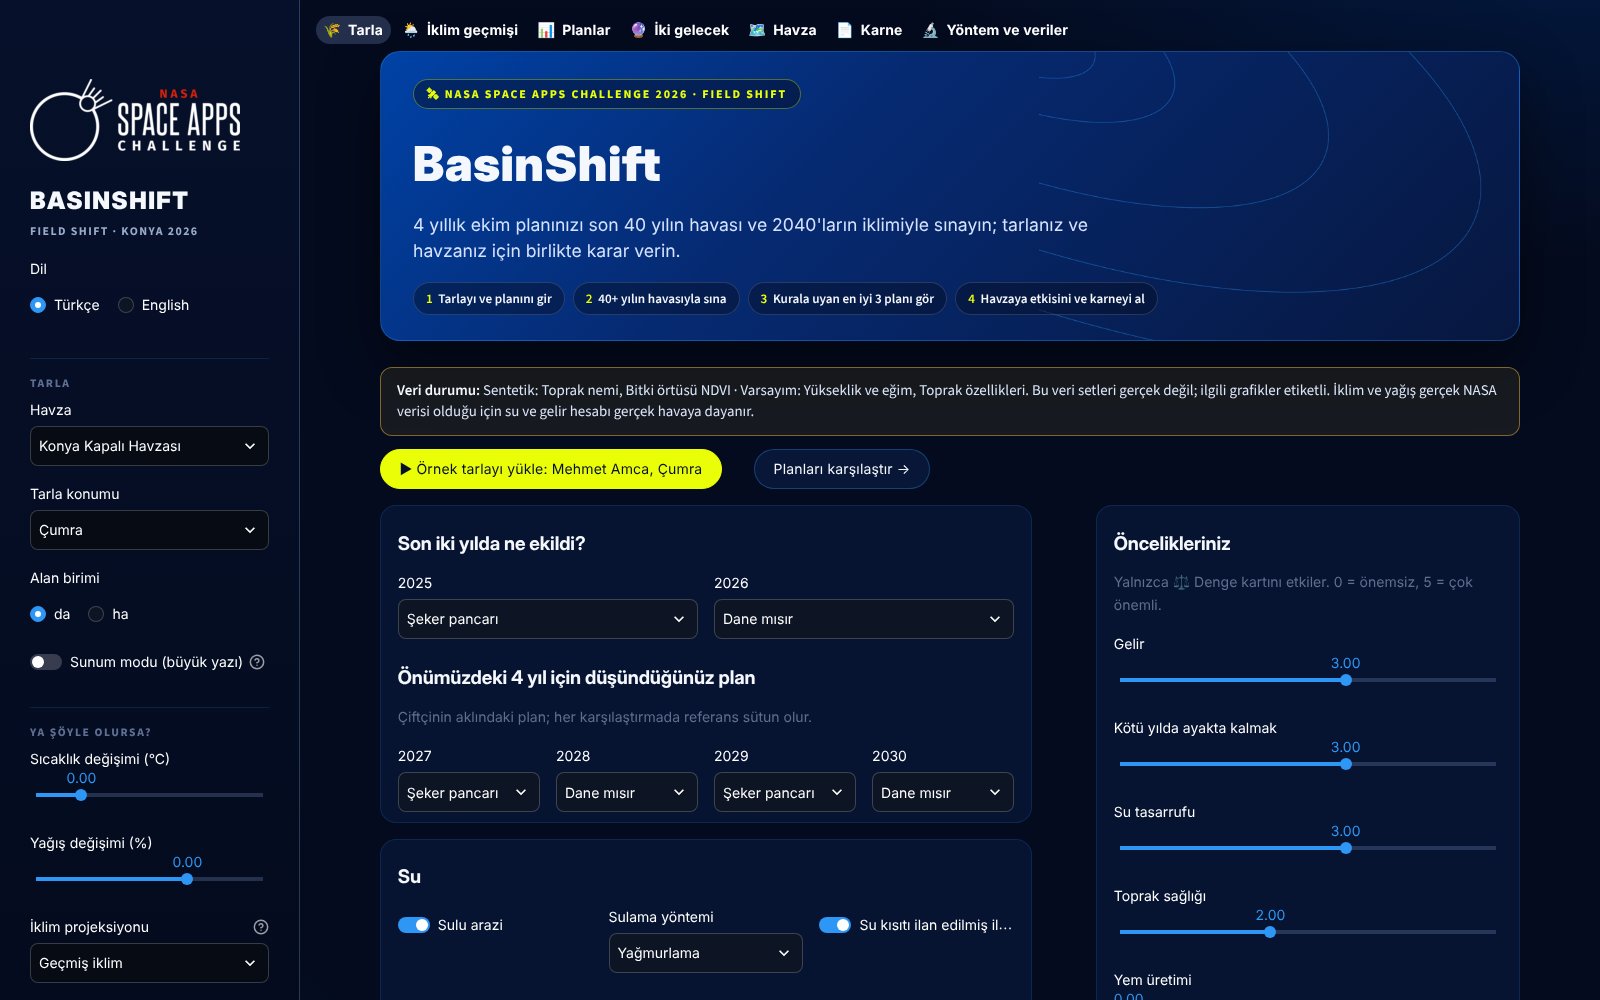 🌾 Tarla
🌦️ İklim geçmişi
📊 Planlar
🔮 İki gelecek
🗺️ Havza
📄 Karne
🔬 Yöntem ve veriler
NASA
SPACE APPS
CHALLENGE
BASINSHIFT
FIELD SHIFT · KONYA 2026
Dil
Türkçe
English
TARLA
Havza
Konya Kapalı Havzası
Tarla konumu
Çumra
Alan birimi
da
ha
Sunum modu (büyük yazı)
YA ŞÖYLE OLURSA?
Sıcaklık değişimi (°C)
0.00
Yağış değişimi (%)
0.00
İklim projeksiyonu
Geçmiş iklim
🛰 NASA SPACE APPS CHALLENGE 2026 · FIELD SHIFT
BasinShift
4 yıllık ekim planınızı son 40 yılın havası ve 2040'ların iklimiyle sınayın; tarlanız ve
havzanız için birlikte karar verin.
1 Tarlayı ve planını gir
2 40+ yılın havasıyla sına
3 Kurala uyan en iyi 3 planı gör
4 Havzaya etkisini ve karneyi al
Veri durumu: Sentetik: Toprak nemi, Bitki örtüsü NDVI · Varsayım: Yükseklik ve eğim, Toprak özellikleri. Bu veri setleri gerçek değil; ilgili grafikler etiketli. İklim ve yağış gerçek NASA
verisi olduğu için su ve gelir hesabı gerçek havaya dayanır.
▶ Örnek tarlayı yükle: Mehmet Amca, Çumra
Planları karşılaştır →
Son iki yılda ne ekildi?
2025
2026
Şeker pancarı
Dane mısır
Önümüzdeki 4 yıl için düşündüğünüz plan
Çiftçinin aklındaki plan; her karşılaştırmada referans sütun olur.
2027
2028
2029
2030
Şeker pancarı
Dane mısır
Şeker pancarı
Dane mısır
Su
Sulu arazi
Sulama yöntemi
Yağmurlama
Su kısıtı ilan edilmiş il...
Öncelikleriniz
Yalnızca ⚖️ Denge kartını etkiler. 0 = önemsiz, 5 = çok
önemli.
Gelir
3.00
Kötü yılda ayakta kalmak
3.00
Su tasarrufu
3.00
Toprak sağlığı
2.00
Yem üretimi
0.00